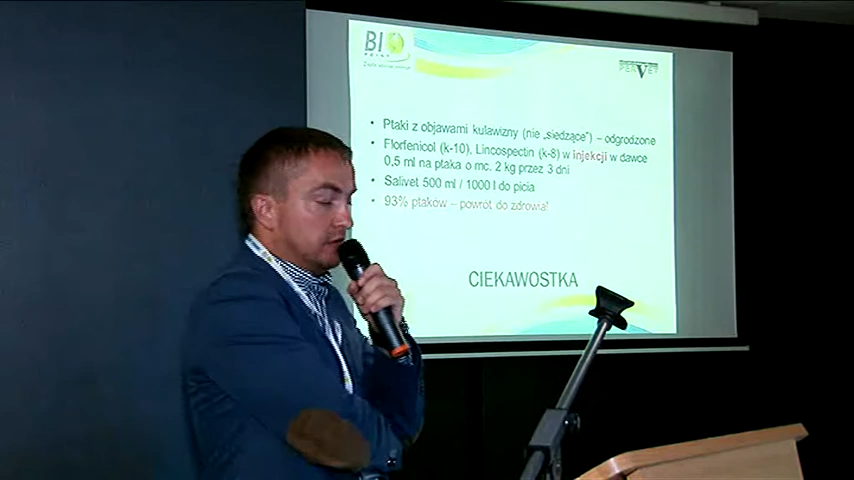 BIO
POINT
PERVET
• Ptaki z objawami kulawizny (nie „siedzące”) – odgrodzone
• Florfenicol (k-10), Lincospectin (k-8) w injekcji w dawce
0,5 ml na ptaka o mc. 2 kg przez 3 dni
• Salivet 500 ml / 1000 l do picia
• 93% ptaków – powrót do zdrowia!
CIEKAWOSTKA